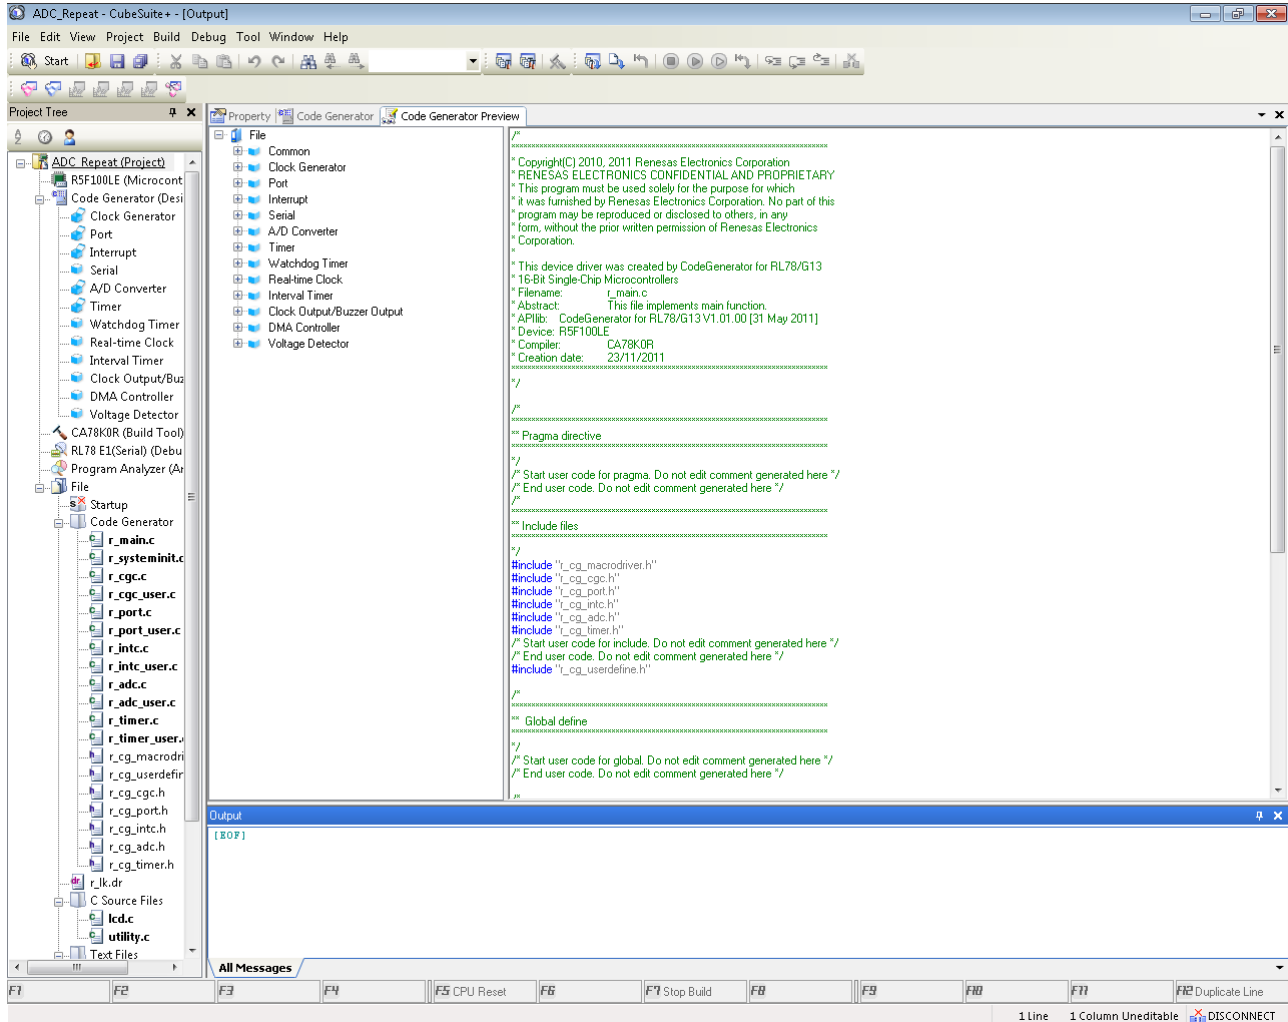 ADC_Repeat - CubeSuite+ - [Output]
File Edit View Project Build Debug Tool Window Help
Start
Project Tree
ADC_Repeat (Project)
R5F100LE (Microcont
Code Generator (Desi
Clock Generator
Port
Interrupt
Serial
A/D Converter
Timer
Watchdog Timer
Real-time Clock
Interval Timer
Clock Output/Buz
DMA Controller
Voltage Detector
CA78K0R (Build Tool)
RL78 E1(Serial) (Debu
Program Analyzer (Ar
File
Startup
Code Generator
r_main.c
r_systeminit.c
r_cgc.c
r_cgc_user.c
r_port.c
r_port_user.c
r_intc.c
r_intc_user.c
r_adc.c
r_adc_user.c
r_timer.c
r_timer_user.
r_cg_macrodri
r_cg_userdefin
r_cg_cgc.h
r_cg_port.h
r_cg_intc.h
r_cg_adc.h
r_cg_timer.h
r_lk.dr
C Source Files
lcd.c
utility.c
Text Files
Property Code Generator Code Generator Preview
File
Common
Clock Generator
Port
Interrupt
Serial
A/D Converter
Timer
Watchdog Timer
Real-time Clock
Interval Timer
Clock Output/Buzzer Output
DMA Controller
Voltage Detector
/*
* Copyright(C) 2010, 2011 Renesas Electronics Corporation
* RENESAS ELECTRONICS CONFIDENTIAL AND PROPRIETARY
* This program must be used solely for the purpose for which
* it was furnished by Renesas Electronics Corporation. No part of this
* program may be reproduced or disclosed to others, in any
* form, without the prior written permission of Renesas Electronics
* Corporation.
*
* This device driver was created by CodeGenerator for RL78/G13
* 16-Bit Single-Chip Microcontrollers
* Filename: r_main.c
* Abstract: This file implements main function.
* APIlib: CodeGenerator for RL78/G13 V1.01.00 [31 May 2011]
* Device: R5F100LE
* Compiler: CA78K0R
* Creation date: 23/11/2011
*/
/*
** Pragma directive
*/
/* Start user code for pragma. Do not edit comment generated here */
/* End user code. Do not edit comment generated here */
/*
** Include files
*/
#include "r_cg_macrodriver.h"
#include "r_cg_cgc.h"
#include "r_cg_port.h"
#include "r_cg_intc.h"
#include "r_cg_adc.h"
#include "r_cg_timer.h"
/* Start user code for include. Do not edit comment generated here */
/* End user code. Do not edit comment generated here */
#include "r_cg_userdefine.h"
/*
** Global define
*/
/* Start user code for global. Do not edit comment generated here */
/* End user code. Do not edit comment generated here */
/*
Output
[EOF]
All Messages
F1 F2 F3 F4 F5 CPU Reset F6 F7 Stop Build F8 F9 F10 F11 F12 Duplicate Line
1 Line 1 Column Uneditable DISCONNECT